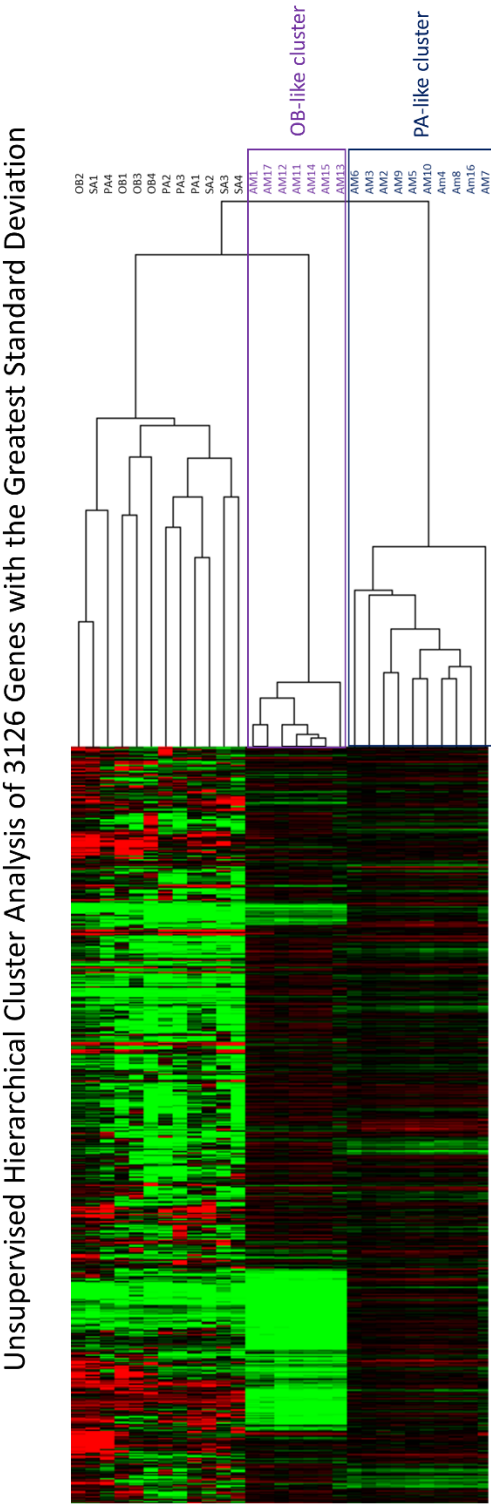 Unsupervised Hierarchical Cluster Analysis of 3126 Genes with the Greatest Standard Deviation
OB-like cluster
PA-like cluster
OB2
SA1
PA4
OB1
OB3
OB4
PA2
PA3
PA1
SA2
SA3
SA4
AM1
AM17
AM12
AM11
AM14
AM15
AM13
AM6
AM3
AM2
AM9
AM5
AM10
Am4
Am8
Am16
AM7